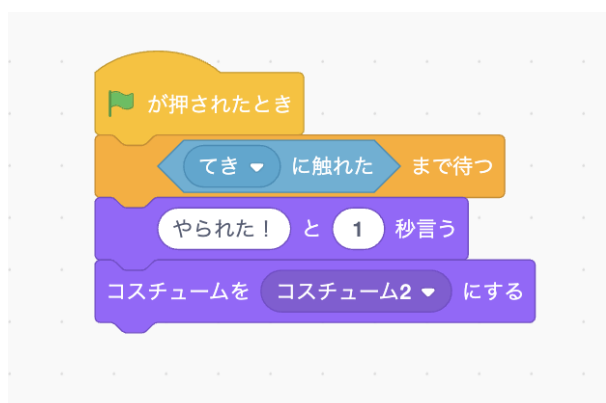 が押されたとき
てき に触れた まで待つ
やられた！ と 1 秒言う
コスチュームを コスチューム2 にする